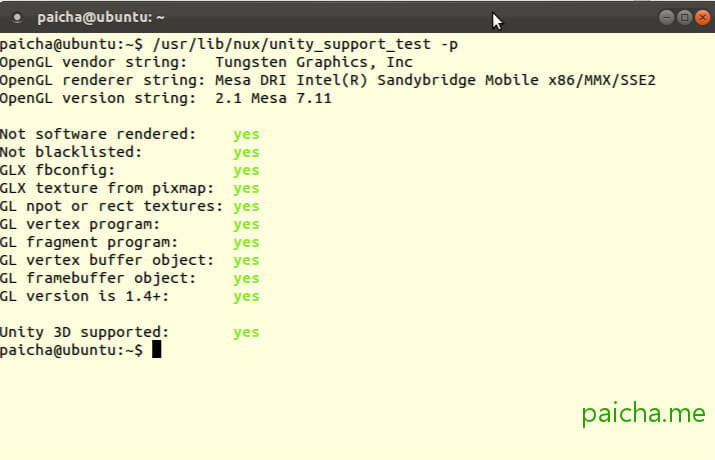 paicha@ubuntu: ~
paicha@ubuntu:~$ /usr/lib/nux/unity_support_test -p
OpenGL vendor string:   Tungsten Graphics, Inc
OpenGL renderer string: Mesa DRI Intel(R) Sandybridge Mobile x86/MMX/SSE2
OpenGL version string:  2.1 Mesa 7.11

Not software rendered:    yes
Not blacklisted:          yes
GLX fbconfig:             yes
GLX texture from pixmap:  yes
GL npot or rect textures: yes
GL vertex program:        yes
GL fragment program:      yes
GL vertex buffer object:  yes
GL framebuffer object:    yes
GL version is 1.4+:       yes

Unity 3D supported:       yes
paicha@ubuntu:~$
paicha.me